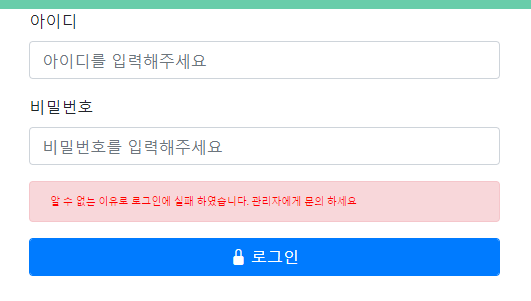 아이디
아이디를 입력해주세요
비밀번호
비밀번호를 입력해주세요
알 수 없는 이유로 로그인에 실패 하였습니다. 관리자에게 문의 하세요
로그인